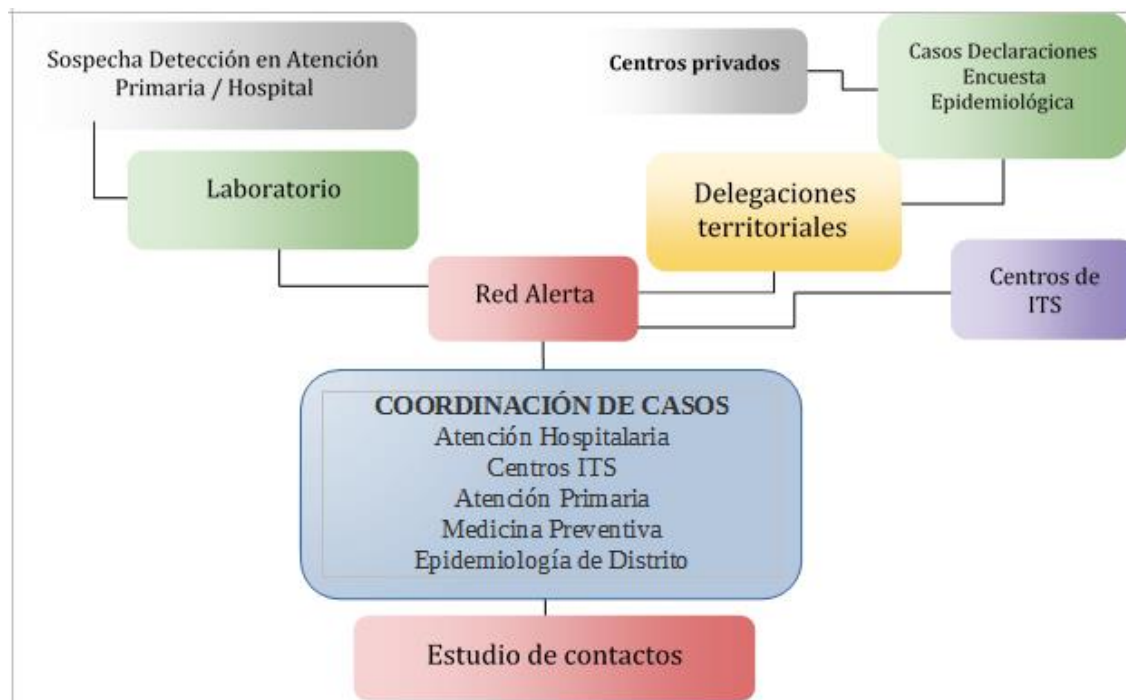 Sospecha Detección en Atención
Primaria / Hospital
Centros privados
Casos Declaraciones
Encuesta
Epidemiológica
Laboratorio
Delegaciones
territoriales
Red Alerta
Centros de
ITS
COORDINACIÓN DE CASOS
Atención Hospitalaria
Centros ITS
Atención Primaria
Medicina Preventiva
Epidemiología de Distrito
Estudio de contactos